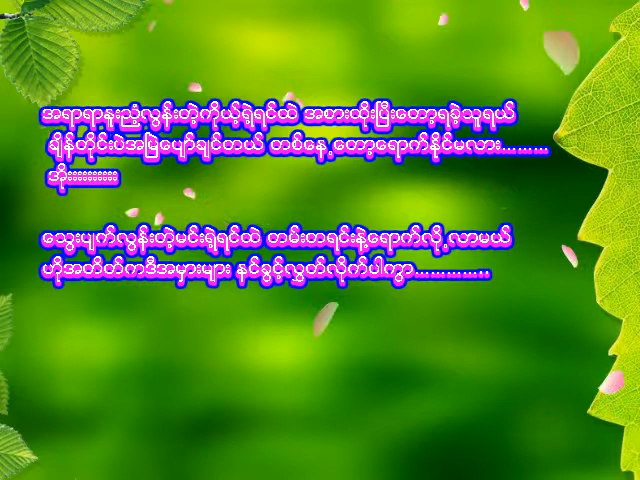 အရာရာနူးညံ့လွန်းတဲ့ကိုယ့်ရဲ့ရင်ထဲ အစားထိုးပြီးတော့ရခဲ့သူရယ်
ချိန်တိုင်းပဲအမြဲပျော်ချင်တယ် တစ်နေ့တော့ရောက်နိုင်မလား.........
အိုးးးးးးးးးးး
သွေးပျက်လွန်းတဲ့မင်းရဲ့ရင်ထဲ တမ်းတရင်းနဲ့ရောက်လို့လာမယ်
ဟိုအတိတ်ကဒီအမှားများ နင်ခွင့်လွှတ်လိုက်ပါကွာ..............